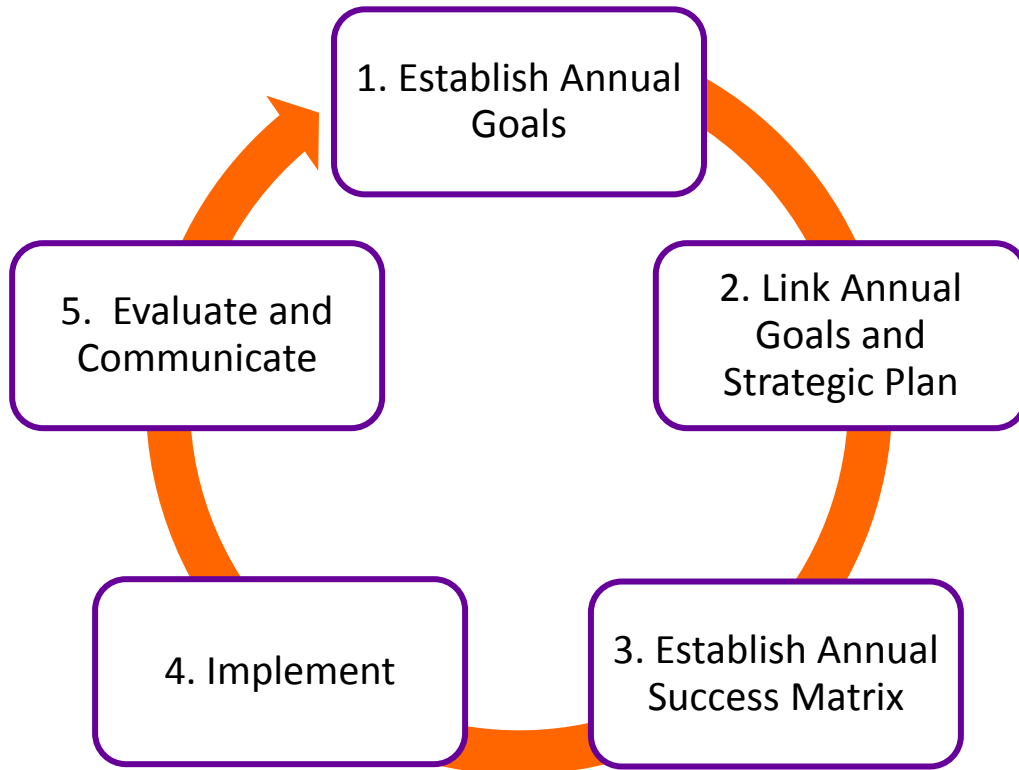 1. Establish Annual
Goals
2. Link Annual
Goals and
Strategic Plan
3. Establish Annual
Success Matrix
4. Implement
5.  Evaluate and
Communicate